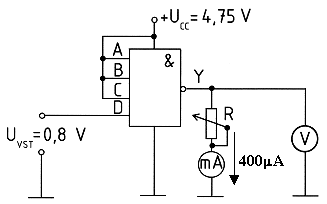 +U_CC = 4,75 V
A
&
B
C
Y
D
R
U_VST = 0,8 V
mA
400μA
V